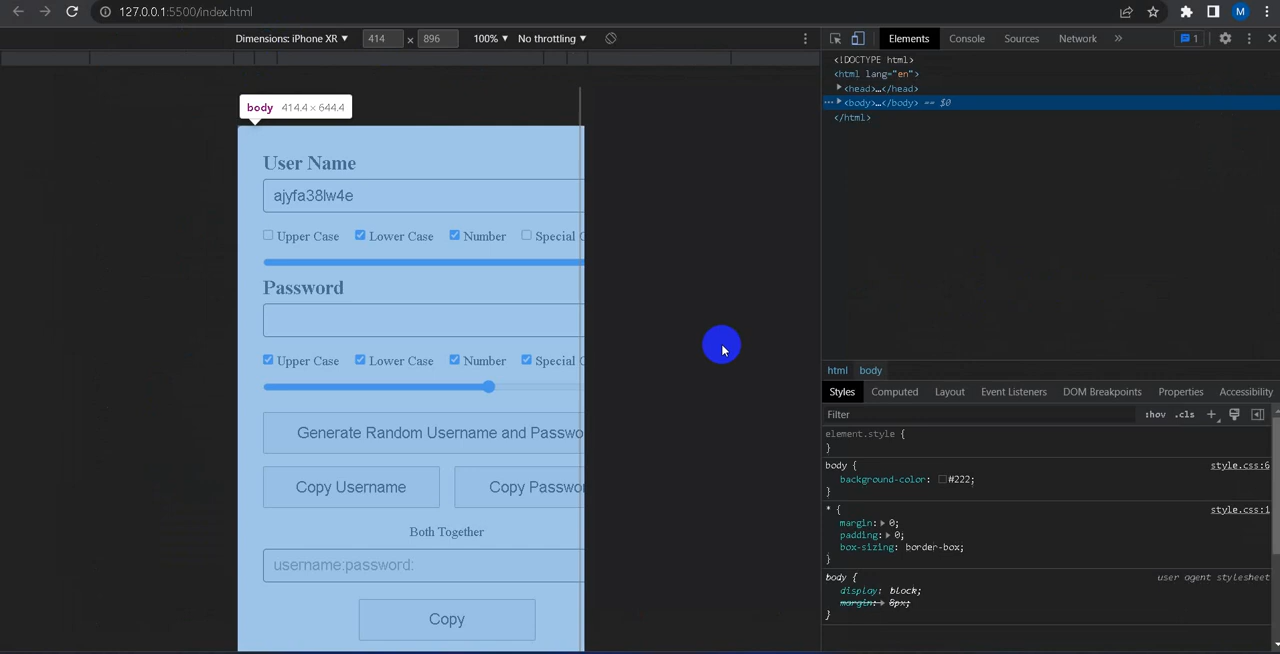 127.0.0.1:5500/index.html
M
Dimensions: iPhone XR ▼ 414 x 896 100% ▼ No throttling ▼
Elements Console Sources Network » 1
<!DOCTYPE html>
<html lang="en">
<head>…</head>
<body>…</body> == $0
</html>
body 414.4 × 644.4
User Name
ajyfa38lw4e
Upper Case Lower Case Number Special C
Password
Upper Case Lower Case Number Special C
Generate Random Username and Passwo
Copy Username Copy Passwor
Both Together
username:password:
Copy
html body
Styles Computed Layout Event Listeners DOM Breakpoints Properties Accessibility
Filter :hov .cls +
element.style {
}
body { style.css:6
background-color: #222;
}
* { style.css:1
margin: 0;
padding: 0;
box-sizing: border-box;
}
body { user agent stylesheet
display: block;
margin: 8px;
}